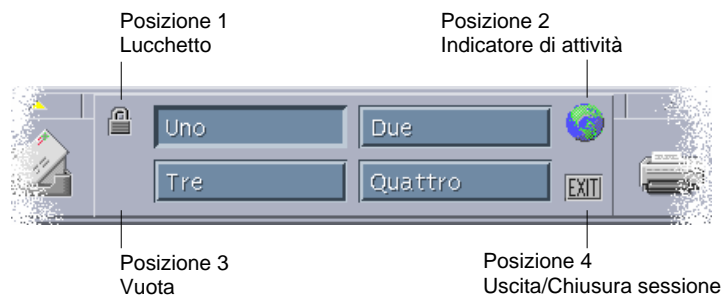 Posizione 1
Lucchetto
Posizione 2
Indicatore di attività
Uno
Due
Tre
Quattro
EXIT
Posizione 3
Vuota
Posizione 4
Uscita/Chiusura sessione